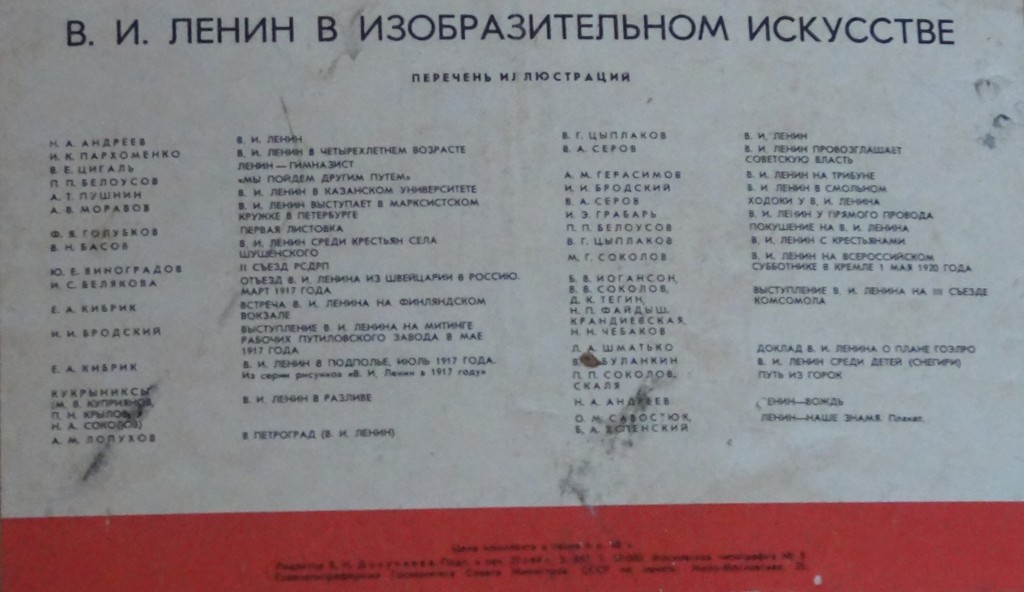 В. И. ЛЕНИН В ИЗОБРАЗИТЕЛЬНОМ ИСКУССТВЕ
ПЕРЕЧЕНЬ ИЛЛЮСТРАЦИЙ
Н. А. АНДРЕЕВ В. И. ЛЕНИН
И. К. ПАРХОМЕНКО В. И. ЛЕНИН В ЧЕТЫРЕХЛЕТНЕМ ВОЗРАСТЕ
В. Е. ЦИГАЛЬ ЛЕНИН — ГИМНАЗИСТ
П. П. БЕЛОУСОВ «МЫ ПОЙДЕМ ДРУГИМ ПУТЕМ»
А. Т. ПУШНИН В. И. ЛЕНИН В КАЗАНСКОМ УНИВЕРСИТЕТЕ
А. В. МОРАВОВ В. И. ЛЕНИН ВЫСТУПАЕТ В МАРКСИСТСКОМ
КРУЖКЕ В ПЕТЕРБУРГЕ
Ф. Я. ГОЛУБКОВ ПЕРВАЯ ЛИСТОВКА
В. Н. БАСОВ В. И. ЛЕНИН СРЕДИ КРЕСТЬЯН СЕЛА
ШУШЕНСКОГО
Ю. Е. ВИНОГРАДОВ II СЪЕЗД РСДРП
И. С. БЕЛЯКОВА ОТЪЕЗД В. И. ЛЕНИНА ИЗ ШВЕЙЦАРИИ В РОССИЮ.
МАРТ 1917 ГОДА
Е. А. КИБРИК ВСТРЕЧА В. И. ЛЕНИНА НА ФИНЛЯНДСКОМ
ВОКЗАЛЕ
И. И. БРОДСКИЙ ВЫСТУПЛЕНИЕ В. И. ЛЕНИНА НА МИТИНГЕ
РАБОЧИХ ПУТИЛОВСКОГО ЗАВОДА В МАЕ
1917 ГОДА
Е. А. КИБРИК В. И. ЛЕНИН В ПОДПОЛЬЕ, ИЮЛЬ 1917 ГОДА.
Из серии рисунков «В. И. Ленин в 1917 году»
КУКРЫНИКСЫ
(М. В. КУПРИЯНОВ, В. И. ЛЕНИН В РАЗЛИВЕ
П. Н. КРЫЛОВ,
Н. А. СОКОЛОВ)
А. М. ЛОПУХОВ В ПЕТРОГРАД (В. И. ЛЕНИН)
В. Г. ЦЫПЛАКОВ В. И. ЛЕНИН
В. А. СЕРОВ В. И. ЛЕНИН ПРОВОЗГЛАШАЕТ
СОВЕТСКУЮ ВЛАСТЬ
А. М. ГЕРАСИМОВ В. И. ЛЕНИН НА ТРИБУНЕ
И. И. БРОДСКИЙ В. И. ЛЕНИН В СМОЛЬНОМ
В. А. СЕРОВ ХОДОКИ У В. И. ЛЕНИНА
И. Э. ГРАБАРЬ В. И. ЛЕНИН У ПРЯМОГО ПРОВОДА
П. П. БЕЛОУСОВ ПОКУШЕНИЕ НА В. И. ЛЕНИНА
В. Г. ЦЫПЛАКОВ В. И. ЛЕНИН С КРЕСТЬЯНАМИ
М. Г. СОКОЛОВ В. И. ЛЕНИН НА ВСЕРОССИЙСКОМ
СУББОТНИКЕ В КРЕМЛЕ 1 МАЯ 1920 ГОДА
Б. В. ИОГАНСОН,
В. В. СОКОЛОВ, ВЫСТУПЛЕНИЕ В. И. ЛЕНИНА НА III СЪЕЗДЕ
Д. К. ТЕГИН, КОМСОМОЛА
Н. П. ФАЙДЫШ-
КРАНДИЕВСКАЯ,
Н. Н. ЧЕБАКОВ
Л. А. ШМАТЬКО ДОКЛАД В. И. ЛЕНИНА О ПЛАНЕ ГОЭЛРО
БУЛАНКИН В. И. ЛЕНИН СРЕДИ ДЕТЕЙ (СНЕГИРИ)
П. П. СОКОЛОВ- ПУТЬ ИЗ ГОРОК
СКАЛЯ
Н. А. АНДРЕЕВ ЛЕНИН—ВОЖДЬ
О. М. САВОСТЮК, ЛЕНИН—НАШЕ ЗНАМЯ. Плакат.
Б. А. УСПЕНСКИЙ